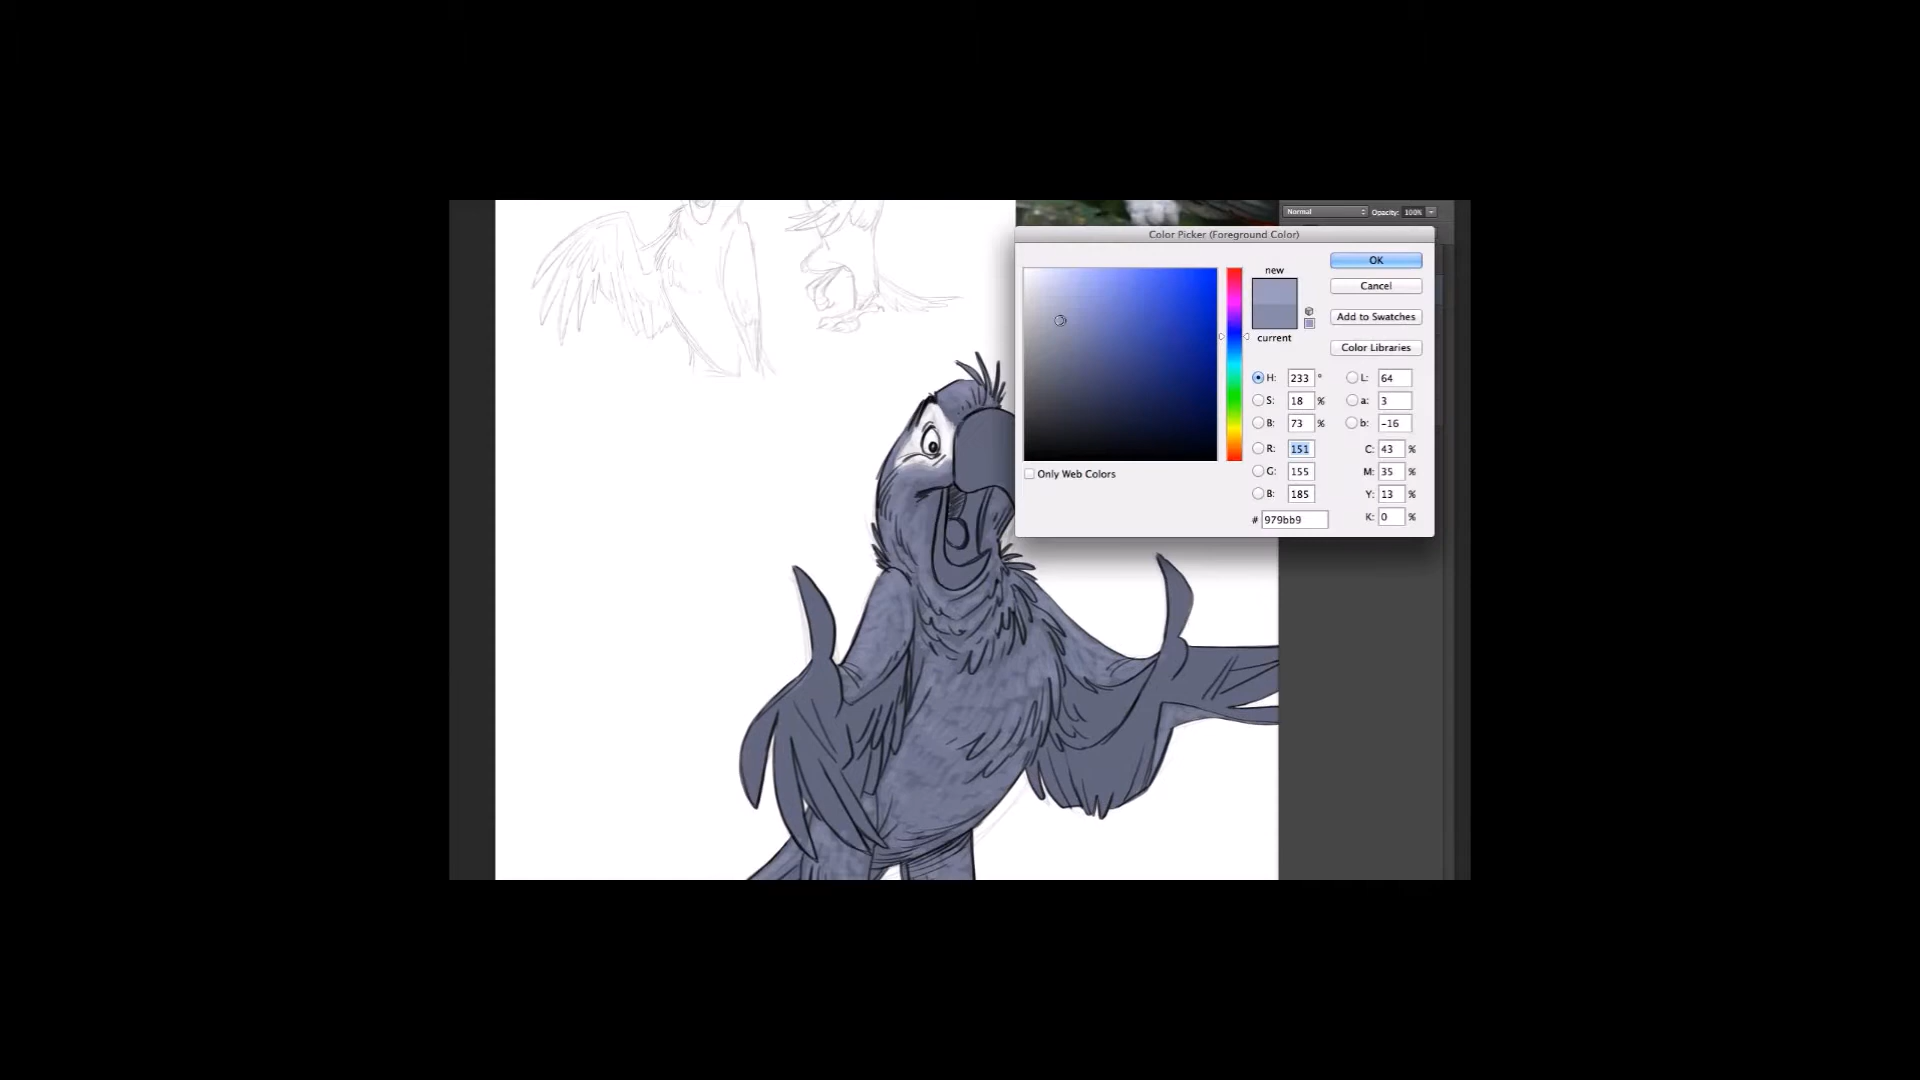 Normal Opacity: 100%
Color Picker (Foreground Color)
new
OK
Cancel
Add to Swatches
current
Color Libraries
H: 233 ° L: 64
S: 18 % a: 3
B: 73 % b: -16
R: 151 C: 43 %
Only Web Colors G: 155 M: 35 %
B: 185 Y: 13 %
# 979bb9 K: 0 %